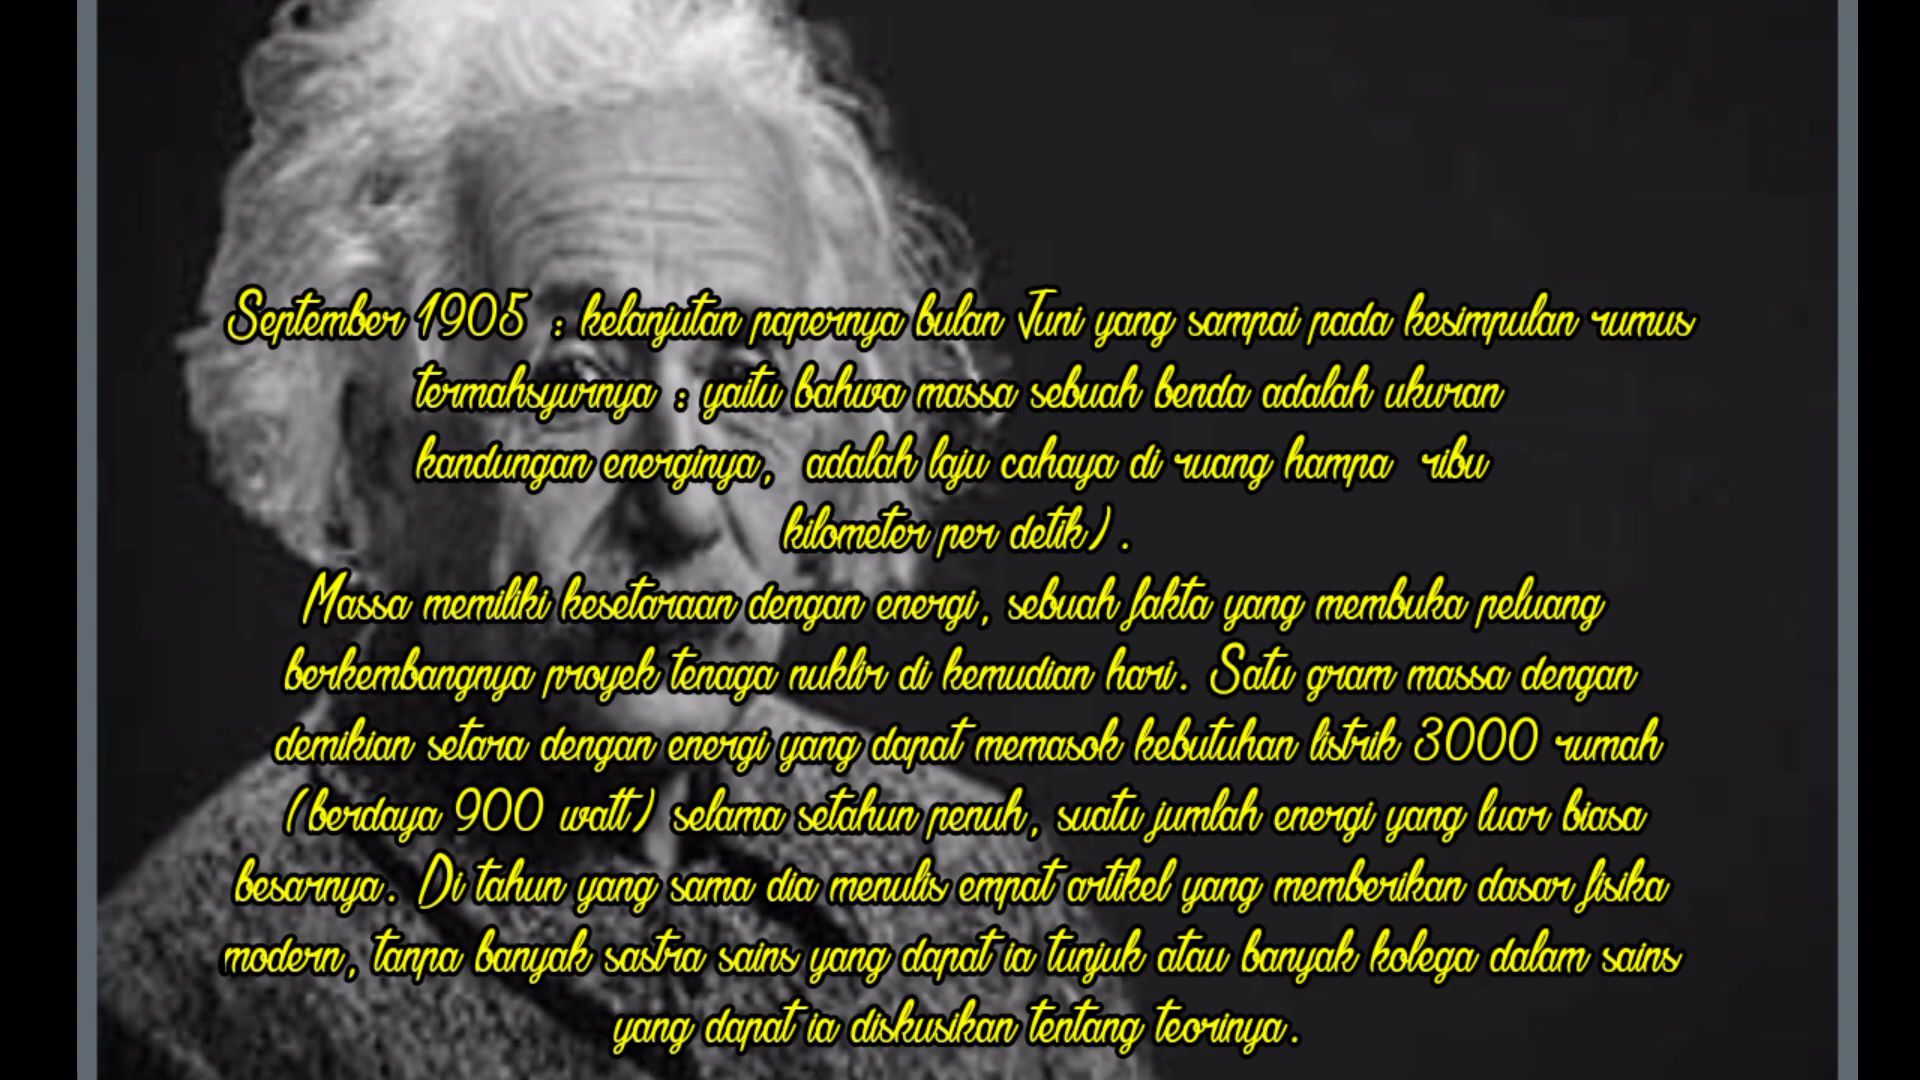 September 1905 : kelanjutan papernya bulan Juni yang sampai pada kesimpulan rumus
termahsyurnya : yaitu bahwa massa sebuah benda adalah ukuran
kandungan energinya, adalah laju cahaya di ruang hampa ribu
kilometer per detik) .
Massa memiliki kesetaraan dengan energi, sebuah fakta yang membuka peluang
berkembangnya proyek tenaga nuklir di kemudian hari. Satu gram massa dengan
demikian setara dengan energi yang dapat memasok kebutuhan listrik 3000 rumah
(berdaya 900 watt) selama setahun penuh, suatu jumlah energi yang luar biasa
besarnya. Di tahun yang sama dia menulis empat artikel yang memberikan dasar fisika
modern, tanpa banyak sastra sains yang dapat ia tunjuk atau banyak kolega dalam sains
yang dapat ia diskusikan tentang teorinya.